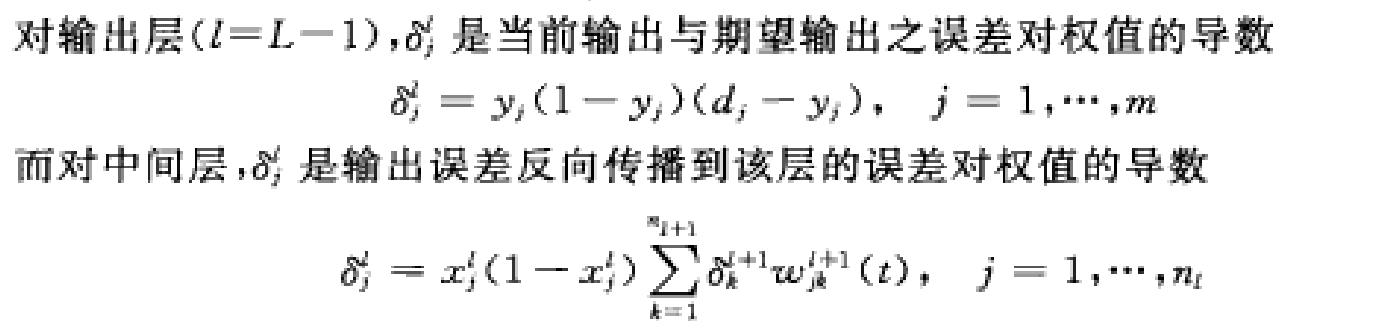 对输出层(l=L-1),δ_j^l 是当前输出与期望输出之误差对权值的导数
δ_j^l = y_j(1-y_j)(d_j-y_j), j=1,⋯,m
而对中间层,δ_j^l 是输出误差反向传播到该层的误差对权值的导数
δ_j^l = x_j^l(1-x_j^l)∑_{k=1}^{n_{l+1}} δ_k^{l+1}w_{jk}^{l+1}(t), j=1,⋯,n_l